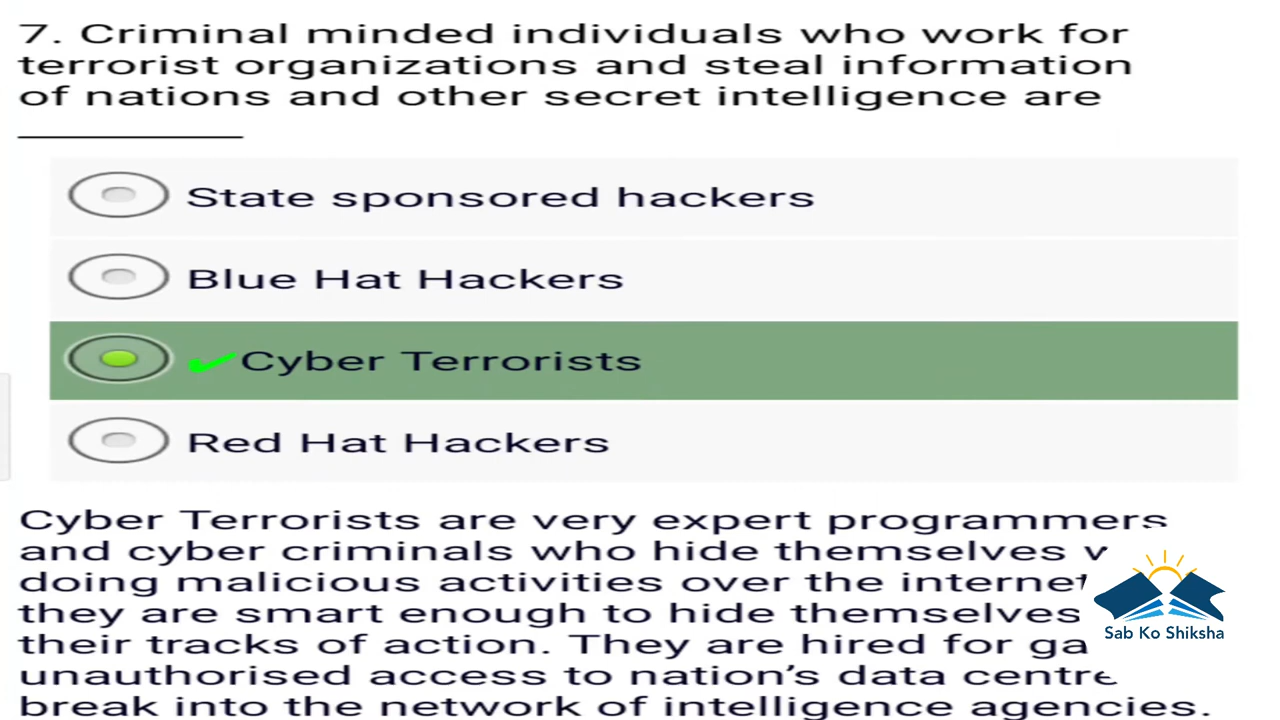 7. Criminal minded individuals who work for
terrorist organizations and steal information
of nations and other secret intelligence are
____________
State sponsored hackers
Blue Hat Hackers
✔Cyber Terrorists
Red Hat Hackers
Cyber Terrorists are very expert programmers
and cyber criminals who hide themselves
doing malicious activities over the internet
they are smart enough to hide themselves
their tracks of action. They are hired for
unauthorised access to nation’s data
break into the network of intelligence agencies.
Sab Ko Shiksha